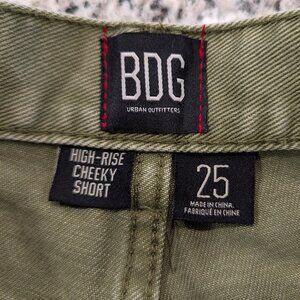 BDG
URBAN OUTFITTERS
HIGH-RISE
CHEEKY
SHORT
25
MADE IN CHINA
FABRIQUÉ EN CHINE